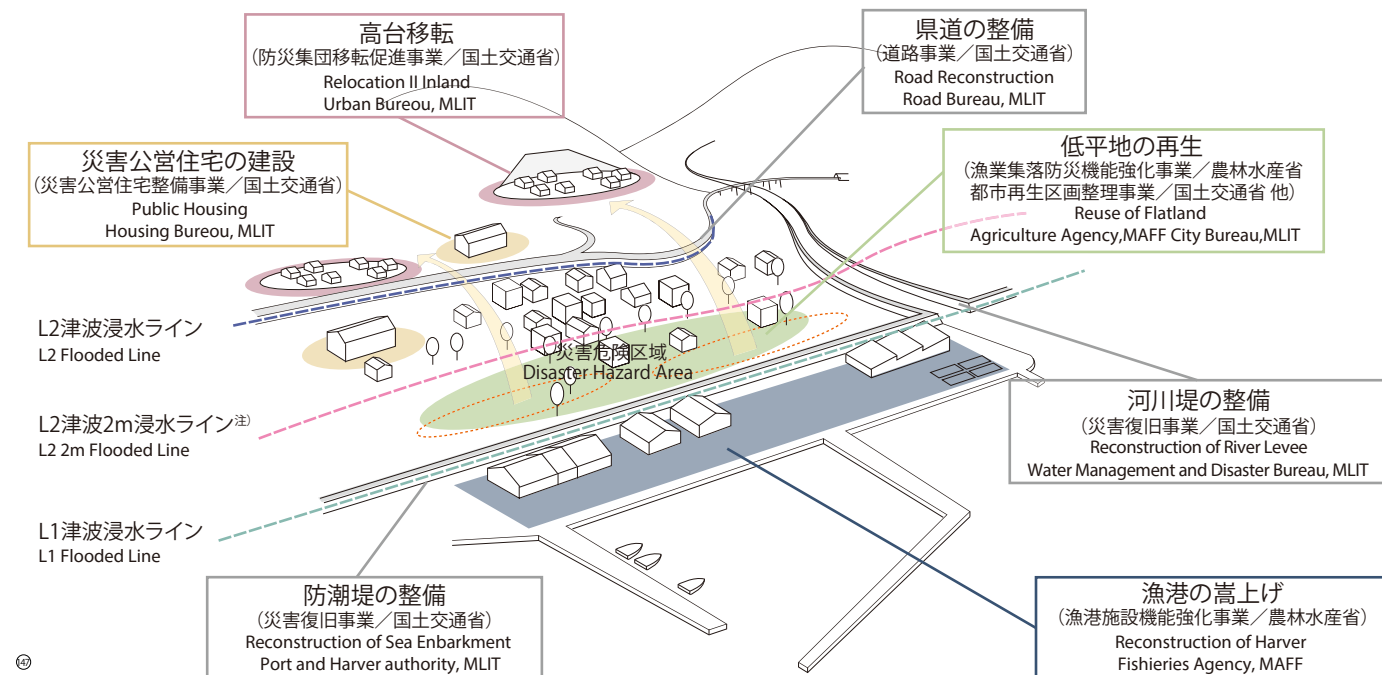 高台移転
(防災集団移転促進事業／国土交通省)
Relocation II Inland
Urban Bureou, MLIT
県道の整備
(道路事業／国土交通省)
Road Reconstruction
Road Bureau, MLIT
災害公営住宅の建設
(災害公営住宅整備事業／国土交通省)
Public Housing
Housing Bureou, MLIT
低平地の再生
(漁業集落防災機能強化事業／農林水産省
都市再生区画整理事業／国土交通省 他)
Reuse of Flatland
Agriculture Agency,MAFF City Bureau,MLIT
L2津波浸水ライン
L2 Flooded Line
災害危険区域
Disaster Hazard Area
L2津波2m浸水ライン注)
L2 2m Flooded Line
河川堤の整備
(災害復旧事業／国土交通省)
Reconstruction of River Levee
Water Management and Disaster Bureau, MLIT
L1津波浸水ライン
L1 Flooded Line
防潮堤の整備
(災害復旧事業／国土交通省)
Reconstruction of Sea Enbarkment
Port and Harver authority, MLIT
漁港の嵩上げ
(漁港施設機能強化事業／農林水産省)
Reconstruction of Harver
Fishieries Agency, MAFF
147